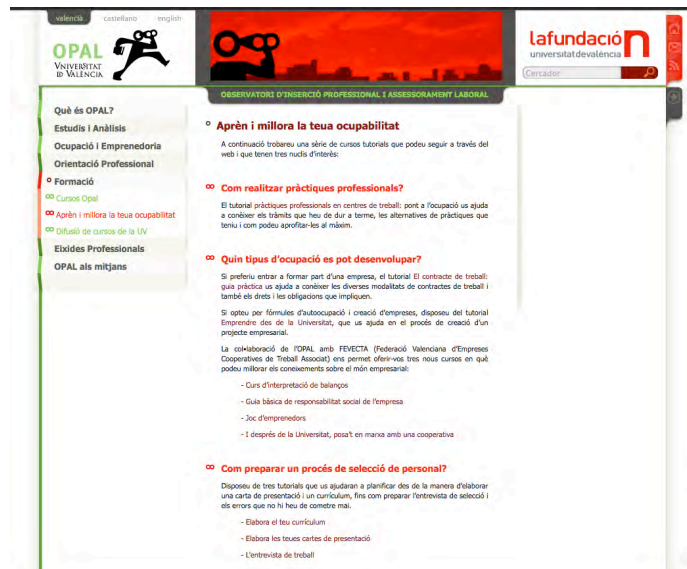 valencià castellano english
OPAL
VNIVERSITAT
ID VALÈNCIA
lafundació
universitatdevalència
Cercador
OBSERVATORI D'INSERCIÓ PROFESSIONAL I ASSESSORAMENT LABORAL
Què és OPAL?
Estudis i Anàlisis
Ocupació i Emprenedoria
Orientació Professional
Formació
Cursos Opal
Aprèn i millora la teua ocupabilitat
Difusió de cursos de la UV
Eixides Professionals
OPAL als mitjans
Aprèn i millora la teua ocupabilitat
A continuació trobareu una sèrie de cursos tutorials que podeu seguir a través del
web i que tenen tres nuclis d'interès:
Com realitzar pràctiques professionals?
El tutorial pràctiques professionals en centres de treball: pont a l'ocupació us ajuda
a conèixer els tràmits que heu de dur a terme, les alternatives de pràctiques que
teniu i com podeu aprofitar-les al màxim.
Quin tipus d'ocupació es pot desenvolupar?
Si preferiu entrar a formar part d'una empresa, el tutorial El contracte de treball:
guia pràctica us ajuda a conèixer les diverses modalitats de contractes de treball i
també els drets i les obligacions que impliquen.
Si opteu per fórmules d'autoocupació i creació d'empreses, disposeu del tutorial
Emprendre des de la Universitat, que us ajuda en el procés de creació d'un
projecte empresarial.
La col•laboració de l'OPAL amb FEVECTA (Federació Valenciana d'Empreses
Cooperatives de Treball Associat) ens permet oferir-vos tres nous cursos en què
podeu millorar els coneixements sobre el món empresarial:
- Curs d'interpretació de balanços
- Guia bàsica de responsabilitat social de l'empresa
- Joc d'emprenedors
- I després de la Universitat, posa't en marxa amb una cooperativa
Com preparar un procés de selecció de personal?
Disposeu de tres tutorials que us ajudaran a planificar des de la manera d'elaborar
una carta de presentació i un currículum, fins com preparar l'entrevista de selecció i
els errors que no hi heu de cometre mai.
- Elabora el teu currículum
- Elabora les teues cartes de presentació
- L'entrevista de treball